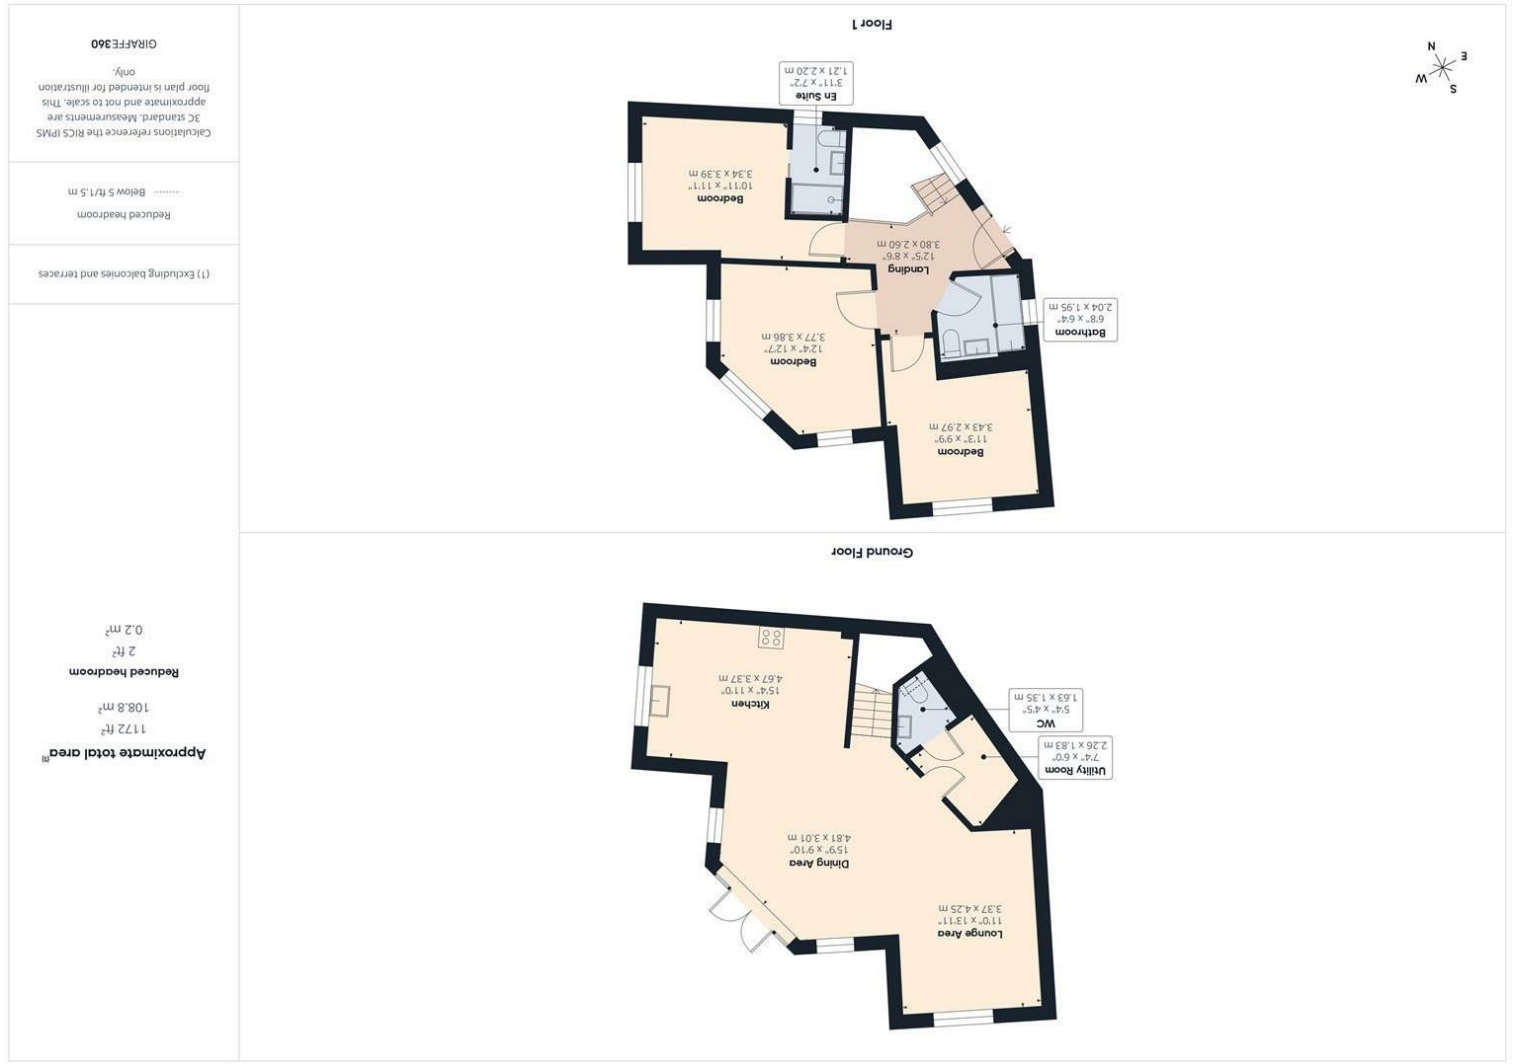 Lounge Area
11'0" x 13'11"
3.37 x 4.25 m
Dining Area
15'9" x 9'10"
4.81 x 3.01 m
Utility Room
7'4" x 6'0"
2.26 x 1.83 m
WC
5'4" x 4'5"
1.63 x 1.35 m
Kitchen
15'4" x 11'0"
4.67 x 3.37 m
Ground Floor
Bedroom
11'3" x 9'9"
3.43 x 2.97 m
Bedroom
12'4" x 12'7"
3.77 x 3.86 m
Bathroom
6'8" x 6'4"
2.04 x 1.95 m
Landing
12'5" x 8'6"
3.80 x 2.60 m
Bedroom
10'11" x 11'1"
3.34 x 3.39 m
En Suite
3'11" x 7'2"
1.21 x 2.20 m
Floor 1
S
W
E
N
Approximate total area(1)
1172 ft²
108.8 m²
Reduced headroom
2 ft²
0.2 m²
(1) Excluding balconies and terraces
Reduced headroom
Below 5 ft/1.5 m
Calculations reference the RICS IPMS
3C standard. Measurements are
approximate and not to scale. This
floor plan is intended for illustration
only.
GIRAFFE360